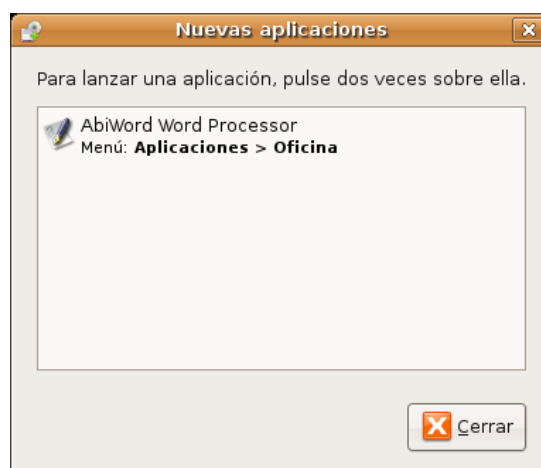 Nuevas aplicaciones
Para lanzar una aplicación, pulse dos veces sobre ella.
AbiWord Word Processor
Menú: Aplicaciones > Oficina
Cerrar